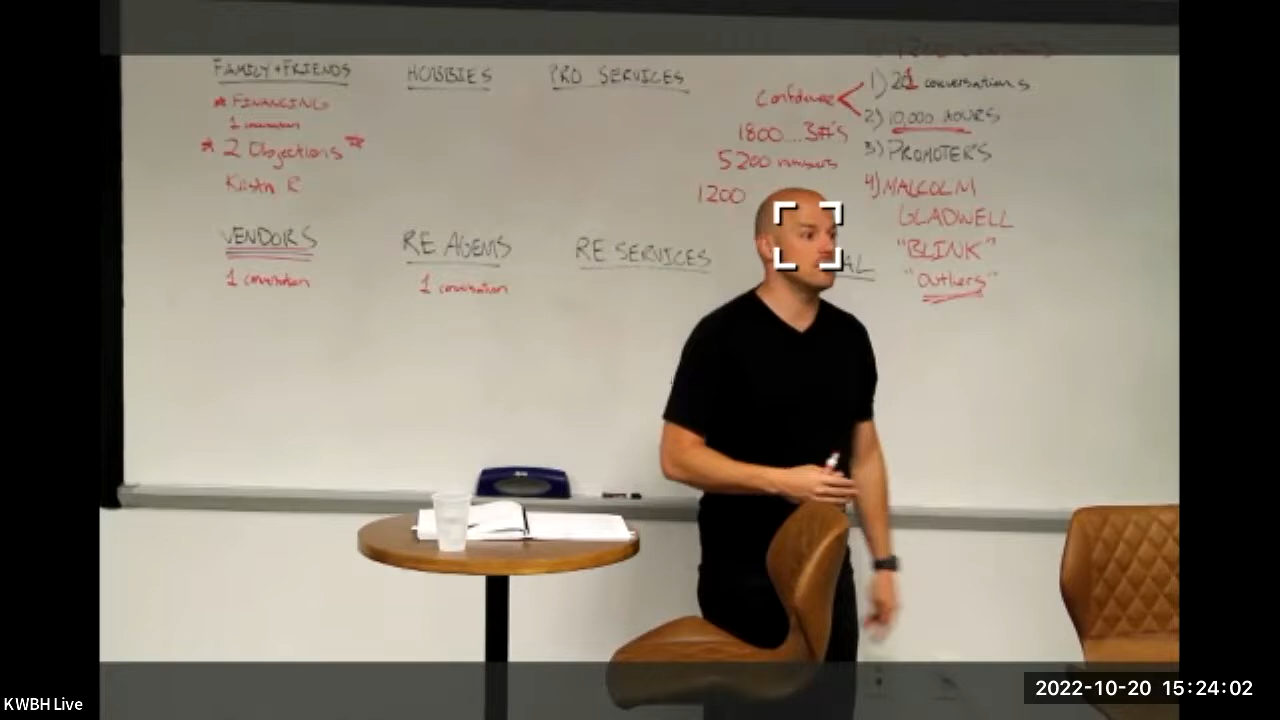 FAMILY+FRIENDS
* FINANCING
1 conversation
* 2 Objections *
VENDORS
1 conversation
HOBBIES
RE AGENTS
1 conversation
PRO SERVICES
RE SERVICES
Confidence
1800....3#'s
5200 numbers
1200
AL
1) 21 conversations
2) 10,000 HOURS
3) PROMOTER'S
4) MALCOLM
GLADWELL
"BLINK"
"Outliers"
KWBH Live
2022-10-20 15:24:02